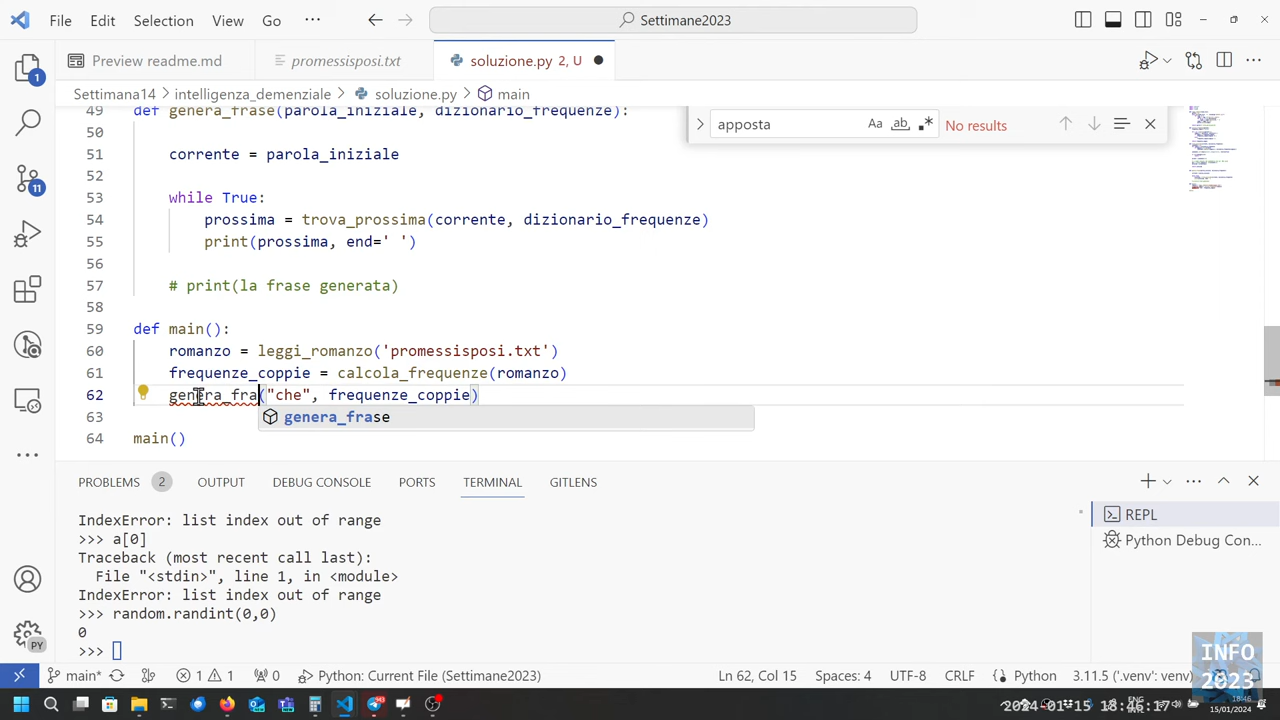 File Edit Selection View Go ··· Settimane2023
Preview readme.md promessisposi.txt soluzione.py 2, U
Settimana14 > intelligenza_demenziale > soluzione.py > main
apposta Aa ab No results
49 def genera_frase(parola_iniziale, dizionario_frequenze):
50
51 corrente = parola_iniziale
52
53 while True:
54 prossima = trova_prossima(corrente, dizionario_frequenze)
55 print(prossima, end=' ')
56
57 # print(la frase generata)
58
59 def main():
60 romanzo = leggi_romanzo('promessisposi.txt')
61 frequenze_coppie = calcola_frequenze(romanzo)
62 genera_fra("che", frequenze_coppie)
genera_frase
63
64 main()
1
11
PY
PROBLEMS 2 OUTPUT DEBUG CONSOLE PORTS TERMINAL GITLENS
IndexError: list index out of range
>>> a[0]
Traceback (most recent call last):
File "<stdin>", line 1, in <module>
IndexError: list index out of range
>>> random.randint(0,0)
0
>>>
REPL
Python Debug Con...
INFO
2023
main* 1 1 0 Python: Current File (Settimane2023) Ln 62, Col 15 Spaces: 4 UTF-8 CRLF Python 3.11.5 ('.venv': venv)
2024-01-15 18:46:17
18:46
15/01/2024